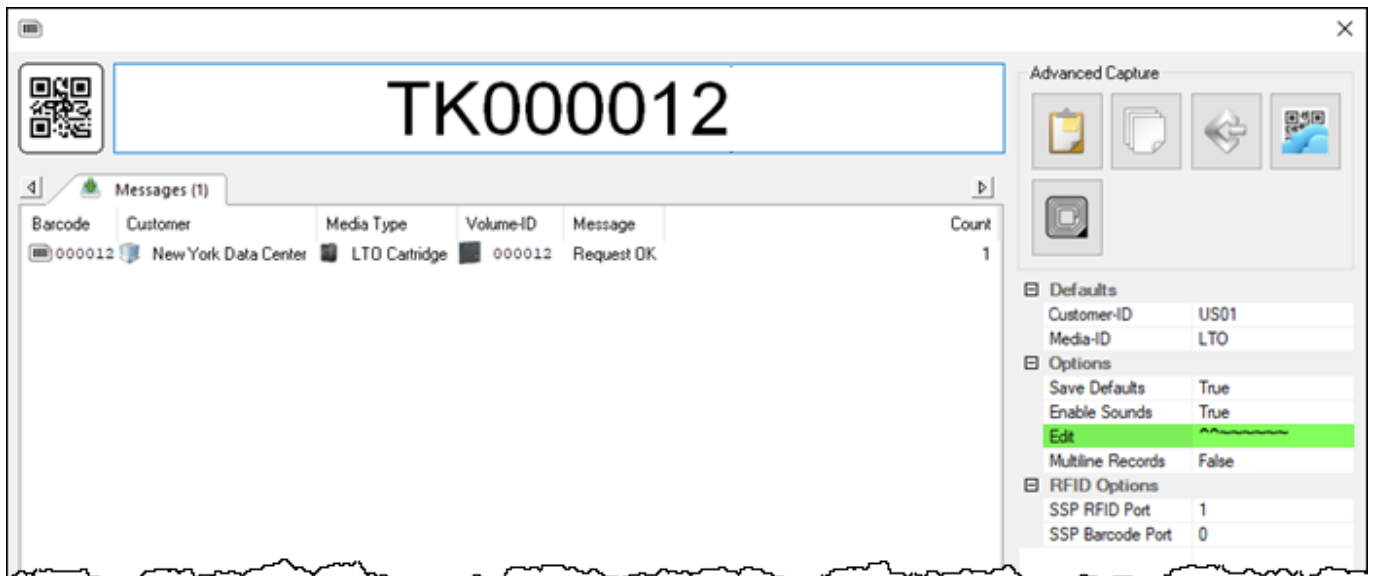 TK000012
Advanced Capture
Messages (1)
Barcode Customer Media Type Volume-ID Message Count
000012 New York Data Center LTO Cartridge 000012 Request OK 1
Defaults
Customer-ID US01
Media-ID LTO
Options
Save Defaults True
Enable Sounds True
Edit ^^~~~~~~
Multiline Records False
RFID Options
SSP RFID Port 1
SSP Barcode Port 0